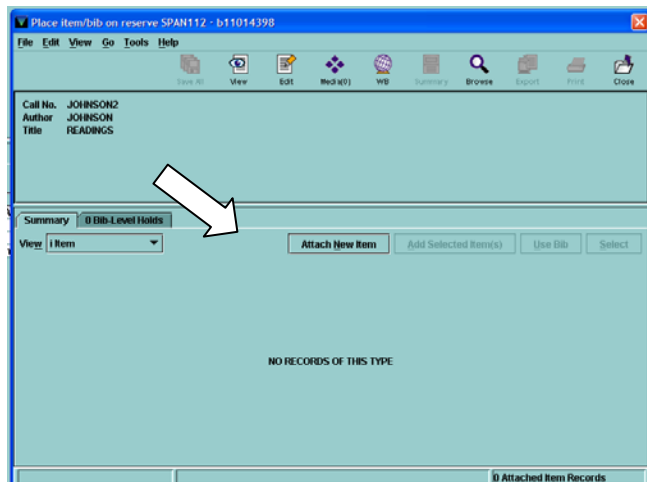 Place item/bib on reserve SPAN112 - b11014398
File Edit View Go Tools Help
Save All View Edit Media(0) WB Summary Browse Export Print Close
Call No. JOHNSON2
Author JOHNSON
Title READINGS
Summary 0 Bib-Level Holds
View i Item Attach New Item Add Selected Item(s) Use Bib Select
NO RECORDS OF THIS TYPE
0 Attached Item Records